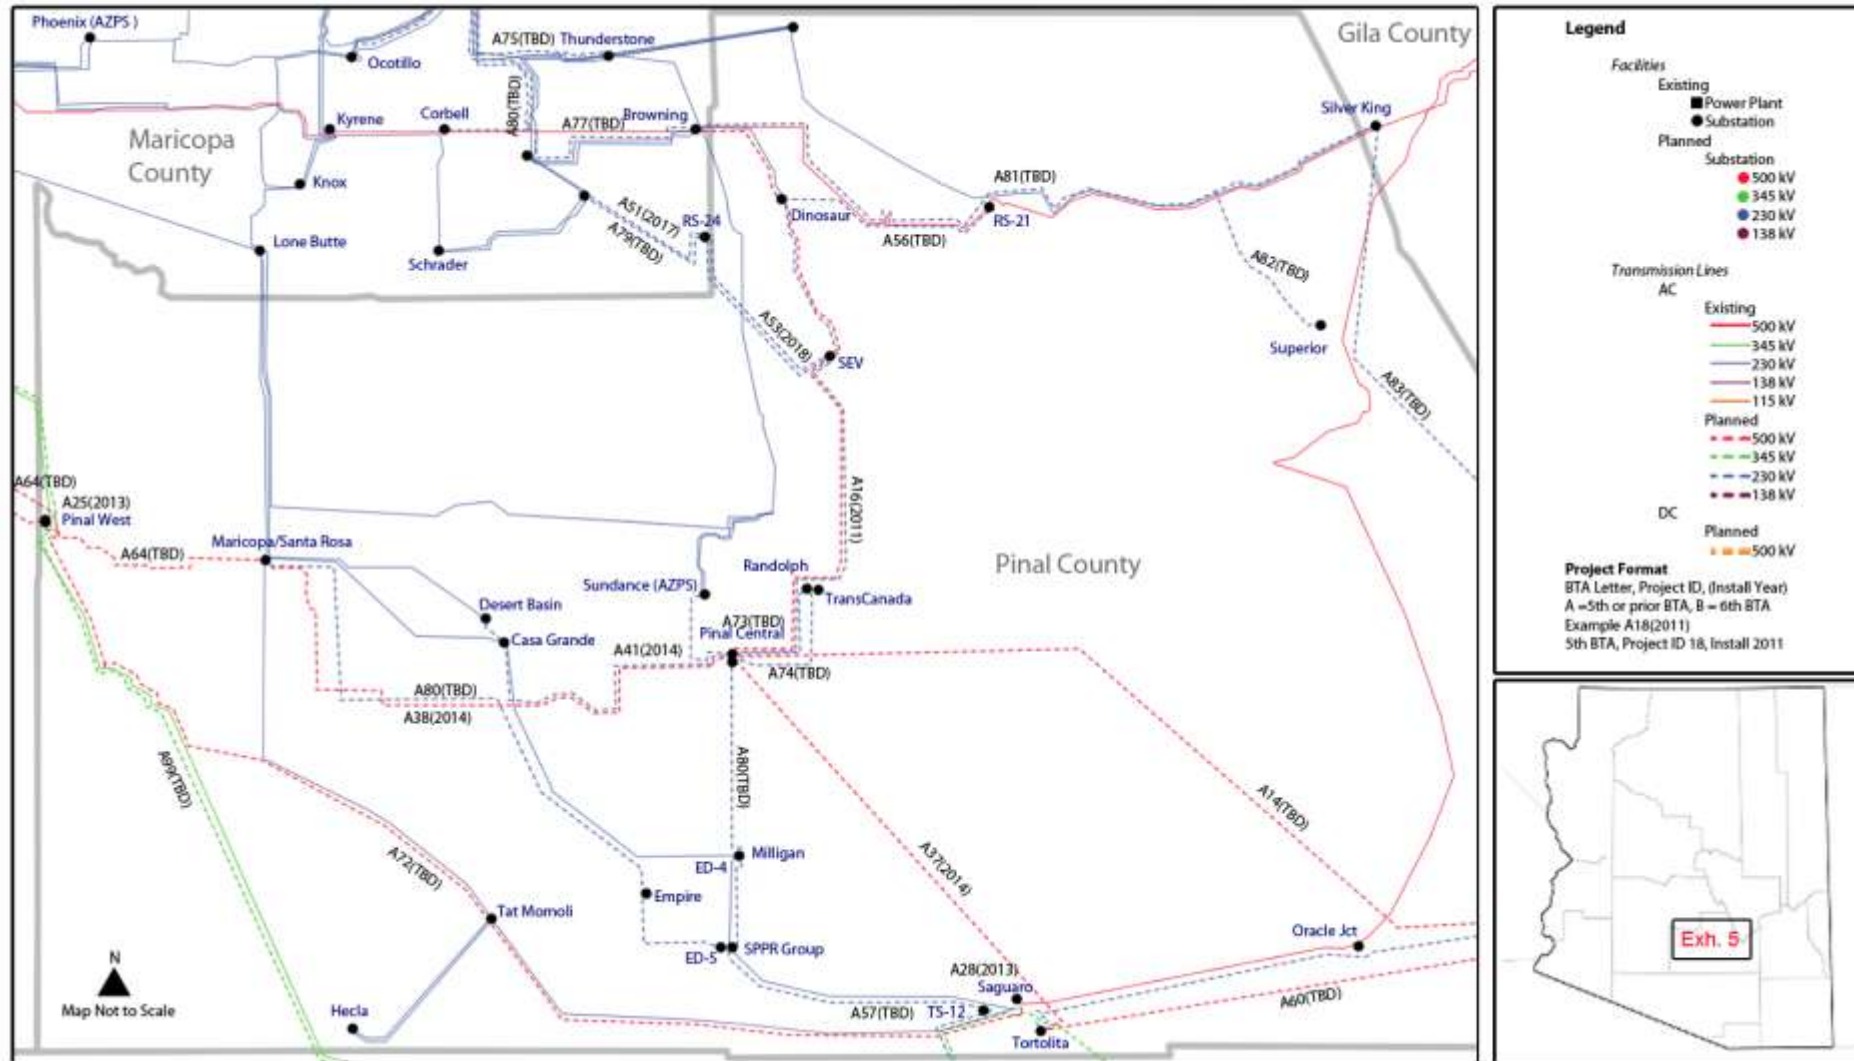 Phoenix (AZPS )
A75(TBD)
Thunderstone
Gila County
Ocotillo
A80(TBD)
Kyrene
Corbell
A77(TBD)
Browning
Silver King
Maricopa
County
Knox
A81(TBD)
A51(2017)
RS-24
Dinosaur
RS-21
Lone Butte
Schrader
A79(TBD)
A56(TBD)
A82(TBD)
A53(2018)
SEV
Superior
A83(TBD)
A64(TBD)
A25(2013)
Pinal West
A64(TBD)
Maricopa/Santa Rosa
A16(2011)
Pinal County
Randolph
Sundance (AZPS)
TransCanada
Desert Basin
A73(TBD)
Pinal Central
Casa Grande
A41(2014)
A74(TBD)
A80(TBD)
A38(2014)
A99(TBD)
A80(TBD)
A14(TBD)
A72(TBD)
A37(2014)
Milligan
ED-4
Empire
Tat Momoli
Oracle Jct
ED-5
SPPR Group
N
Map Not to Scale
A28(2013)
Saguaro
A60(TBD)
Hecla
A57(TBD)
TS-12
Tortolita
Legend
Facilities
Existing
Power Plant
Substation
Planned
Substation
500 kV
345 kV
230 kV
138 kV
Transmission Lines
AC
Existing
500 kV
345 kV
230 kV
138 kV
115 kV
Planned
500 kV
345 kV
230 kV
138 kV
DC
Planned
500 kV
Project Format
BTA Letter, Project ID, (Install Year)
A =5th or prior BTA, B = 6th BTA
Example A18(2011)
5th BTA, Project ID 18, Install 2011
Exh. 5